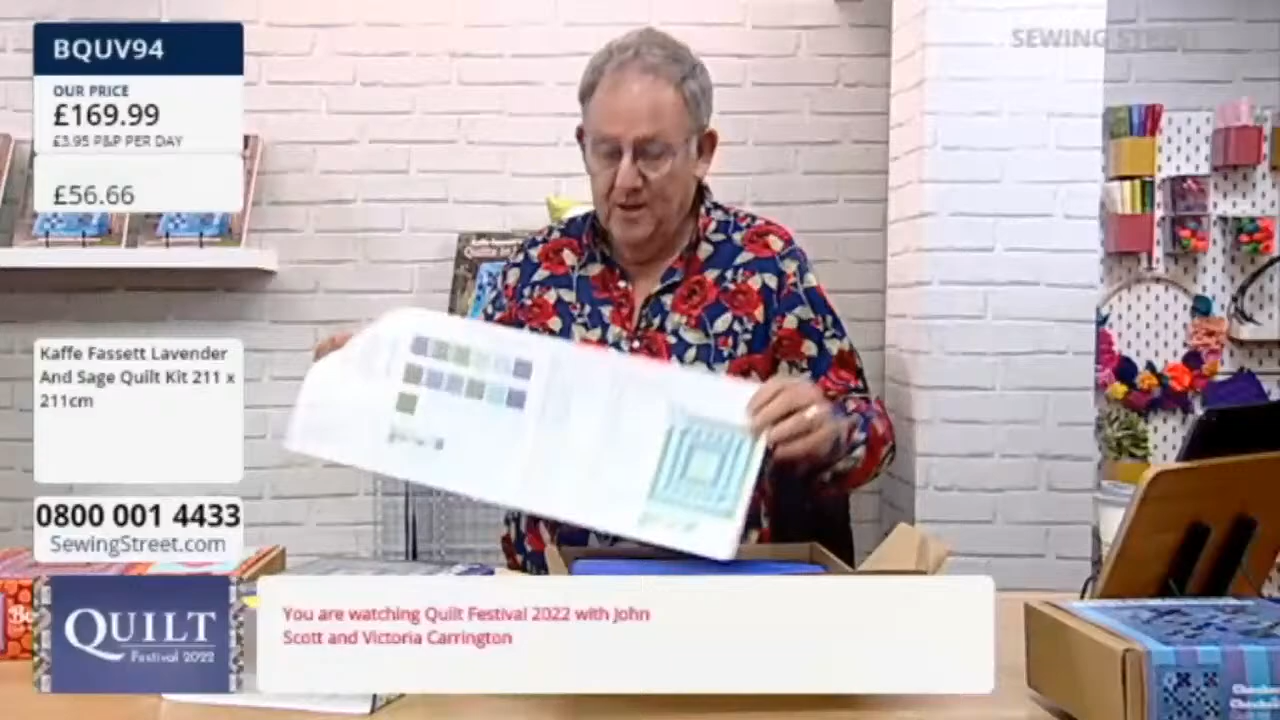 BQUV94
OUR PRICE
£169.99
£3.95 P&P PER DAY
£56.66
SEWING STREET
Kaffe Fassett Lavender
And Sage Quilt Kit 211 x
211cm
0800 001 4433
SewingStreet.com
QUILT
Festival 2022
You are watching Quilt Festival 2022 with John
Scott and Victoria Carrington